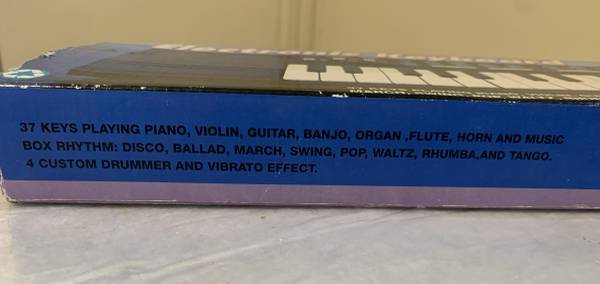 37 KEYS PLAYING PIANO, VIOLIN, GUITAR, BANJO, ORGAN ,FLUTE, HORN AND MUSIC
BOX RHYTHM: DISCO, BALLAD, MARCH, SWING, POP, WALTZ, RHUMBA,AND TANGO.
4 CUSTOM DRUMMER AND VIBRATO EFFECT.